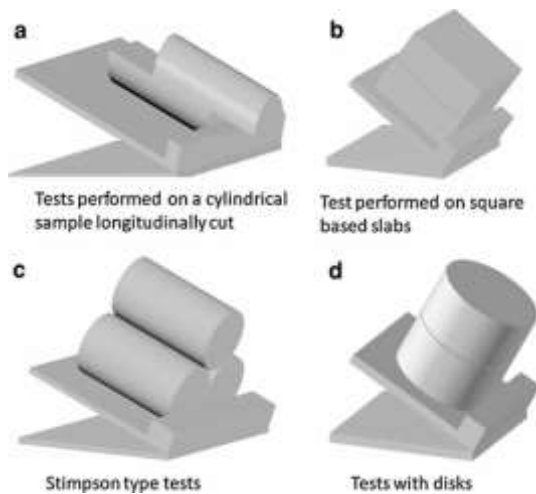 a
b
Tests performed on a cylindrical
sample longitudinally cut
Test performed on square
based slabs
c
d
Stimpson type tests
Tests with disks